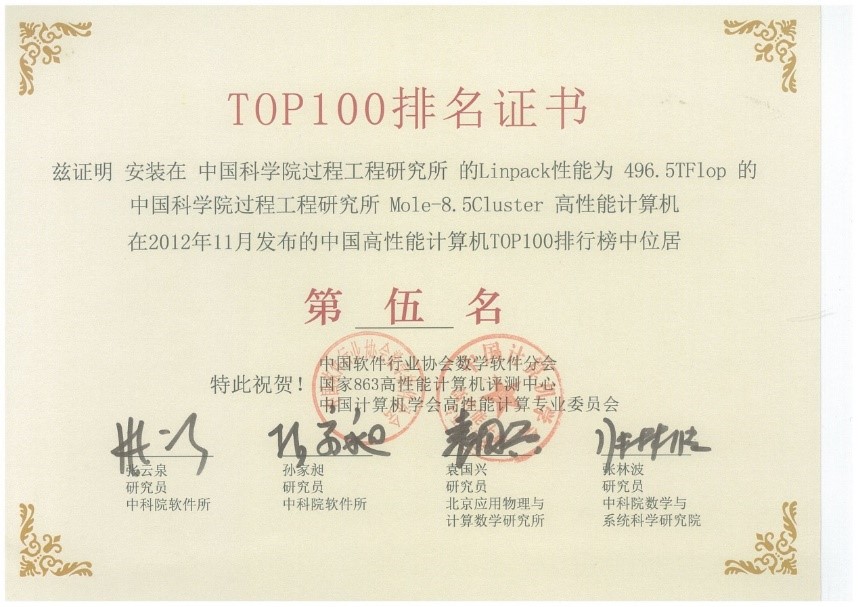 TOP100排名证书
兹证明 安装在 中国科学院过程工程研究所 的Linpack性能为 496.5TFlop 的
中国科学院过程工程研究所 Mole-8.5Cluster 高性能计算机
在2012年11月发布的中国高性能计算机TOP100排行榜中位居
第 伍 名
中国软件行业协会数学软件分会
特此祝贺！国家863高性能计算机评测中心
中国计算机学会高性能计算专业委员会
张云泉
研究员
中科院软件所
孙家昶
研究员
中科院软件所
袁国兴
研究员
北京应用物理与
计算数学研究所
张林波
研究员
中科院数学与
系统科学研究院